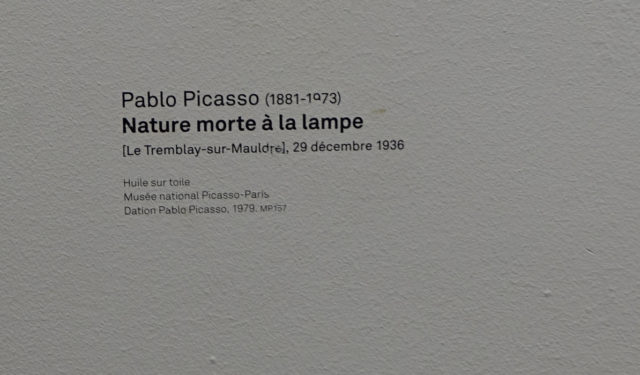 Pablo Picasso (1881-1973)
Nature morte à la lampe
[Le Tremblay-sur-Mauldre], 29 décembre 1936
Huile sur toile
Musée national Picasso-Paris
Dation Pablo Picasso, 1979. MP157